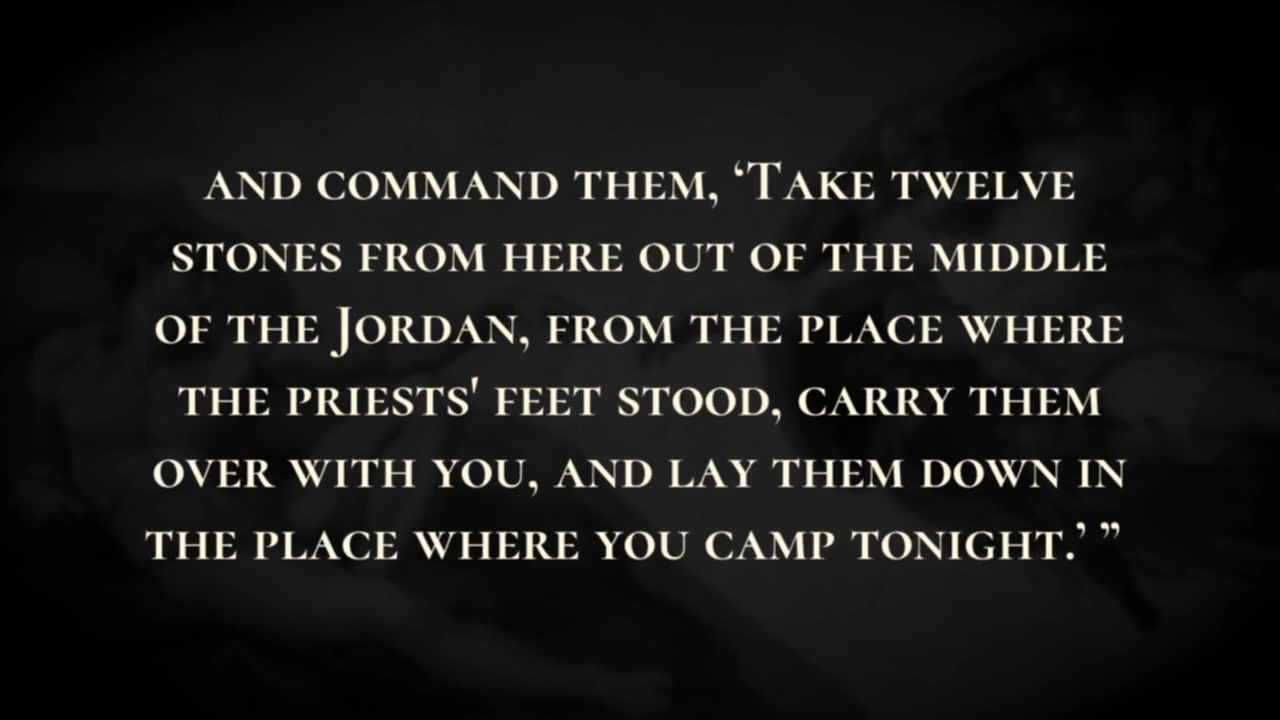 and command them, ‘Take twelve
stones from here out of the middle
of the Jordan, from the place where
the priests' feet stood, carry them
over with you, and lay them down in
the place where you camp tonight.’ ”